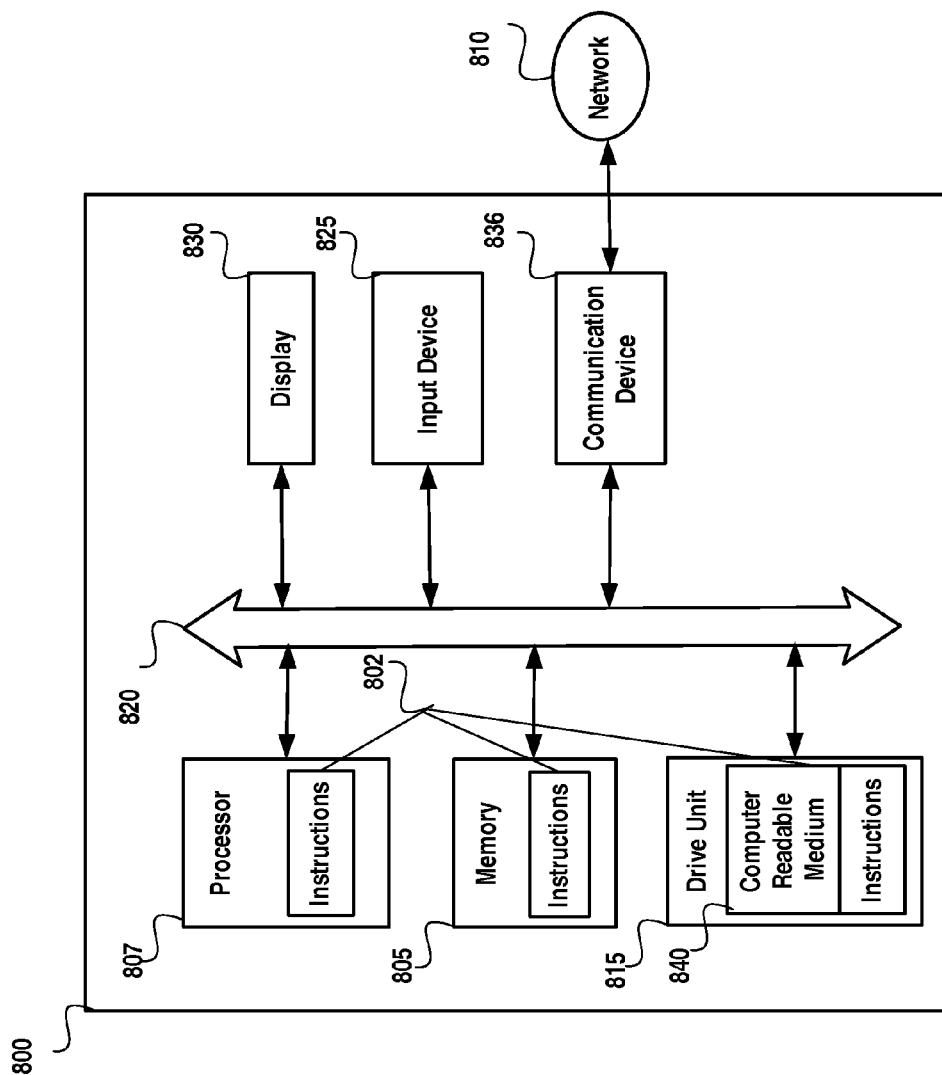 800
820
807
Processor
Instructions
802
805
Memory
Instructions
815
Drive Unit
840
Computer
Readable
Medium
Instructions
830
Display
825
Input Device
836
Communication
Device
810
Network